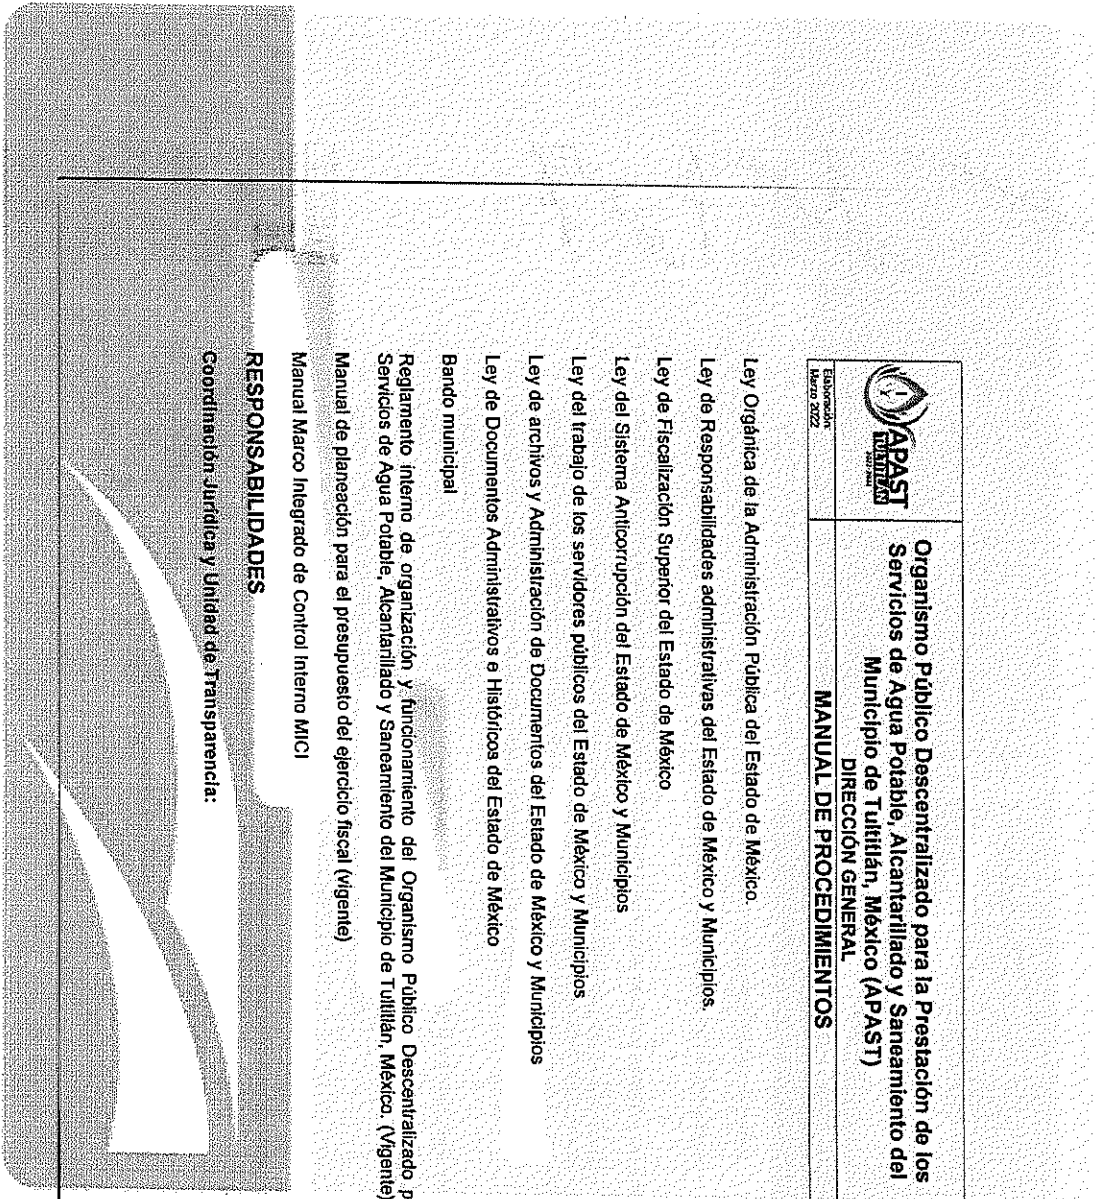 APAST
TULTITLÁN
Organismo Público Descentralizado para la Prestación de los
Servicios de Agua Potable, Alcantarillado y Saneamiento del
Municipio de Tultitlán, México (APAST)
DIRECCIÓN GENERAL
Elaboración:
Marzo 2022
MANUAL DE PROCEDIMIENTOS
Ley Orgánica de la Administración Pública del Estado de México.
Ley de Responsabilidades administrativas del Estado de México y Municipios.
Ley de Fiscalización Superior del Estado de México
Ley del Sistema Anticorrupción del Estado de México y Municipios
Ley del trabajo de los servidores públicos del Estado de México y Municipios
Ley de archivos y Administración de Documentos del Estado de México y Municipios
Ley de Documentos Administrativos e Históricos del Estado de México
Bando municipal
Reglamento interno de organización y funcionamiento del Organismo Público Descentralizado p
Servicios de Agua Potable, Alcantarillado y Saneamiento del Municipio de Tultitlán, México. (Vigente)
Manual de planeación para el presupuesto del ejercicio fiscal (vigente)
Manual Marco Integrado de Control Interno MICI
RESPONSABILIDADES
Coordinación Jurídica y Unidad de Transparencia: